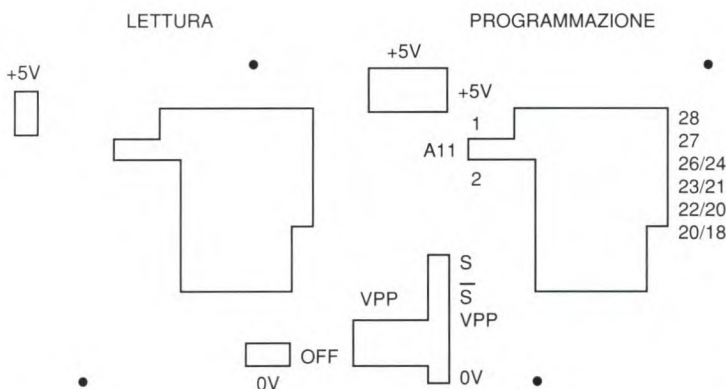 LETTURA
+5V
OFF
0V
PROGRAMMAZIONE
+5V
+5V
1
A11
2
28
27
26/24
23/21
22/20
20/18
S
VPP
S̅
VPP
0V